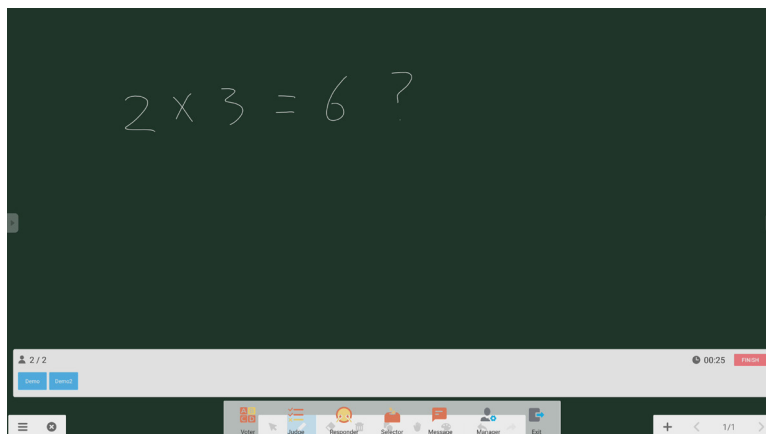 2 × 3 = 6 ?
2 / 2
00:25
FINISH
Demo
Demo2
Voter
Judge
Responder
Selector
Message
Manager
Exit
1/1